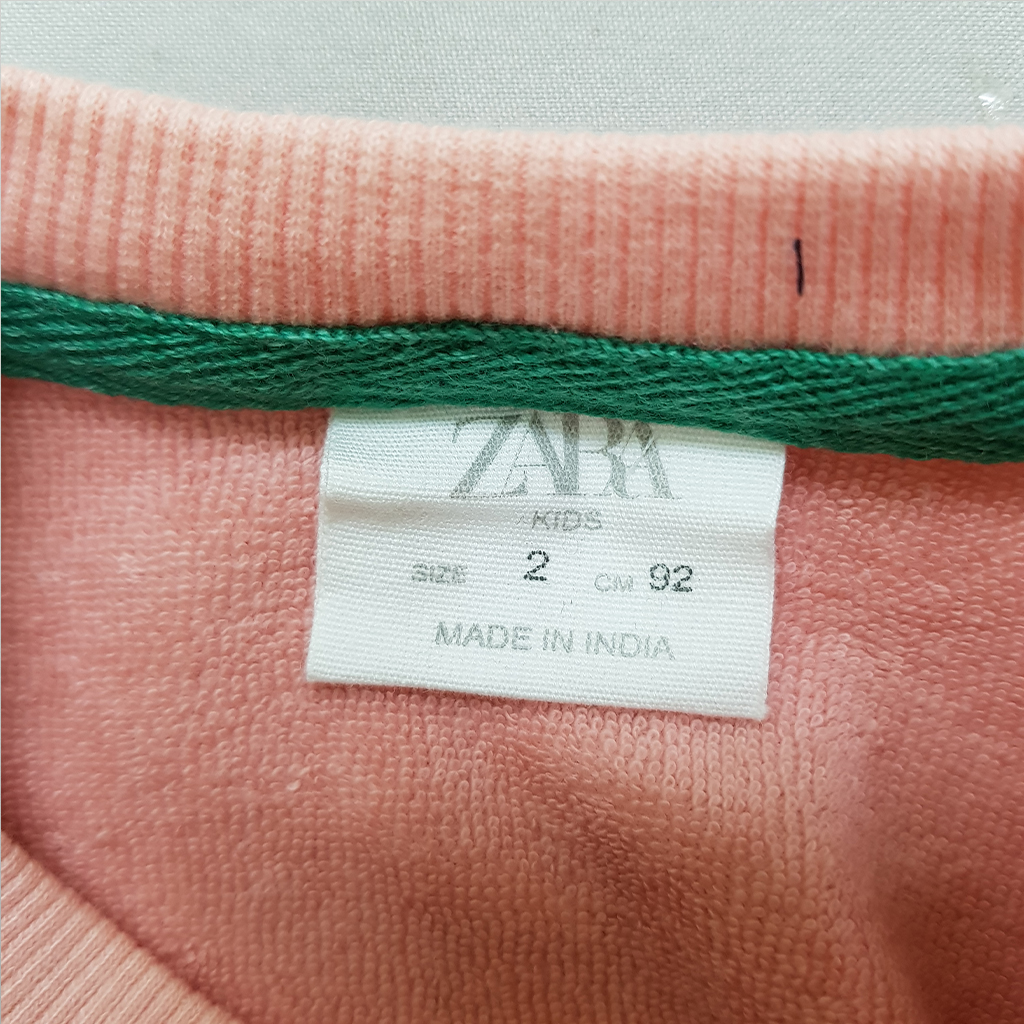 ZARA
KIDS
SIZE 2 CM 92
MADE IN INDIA